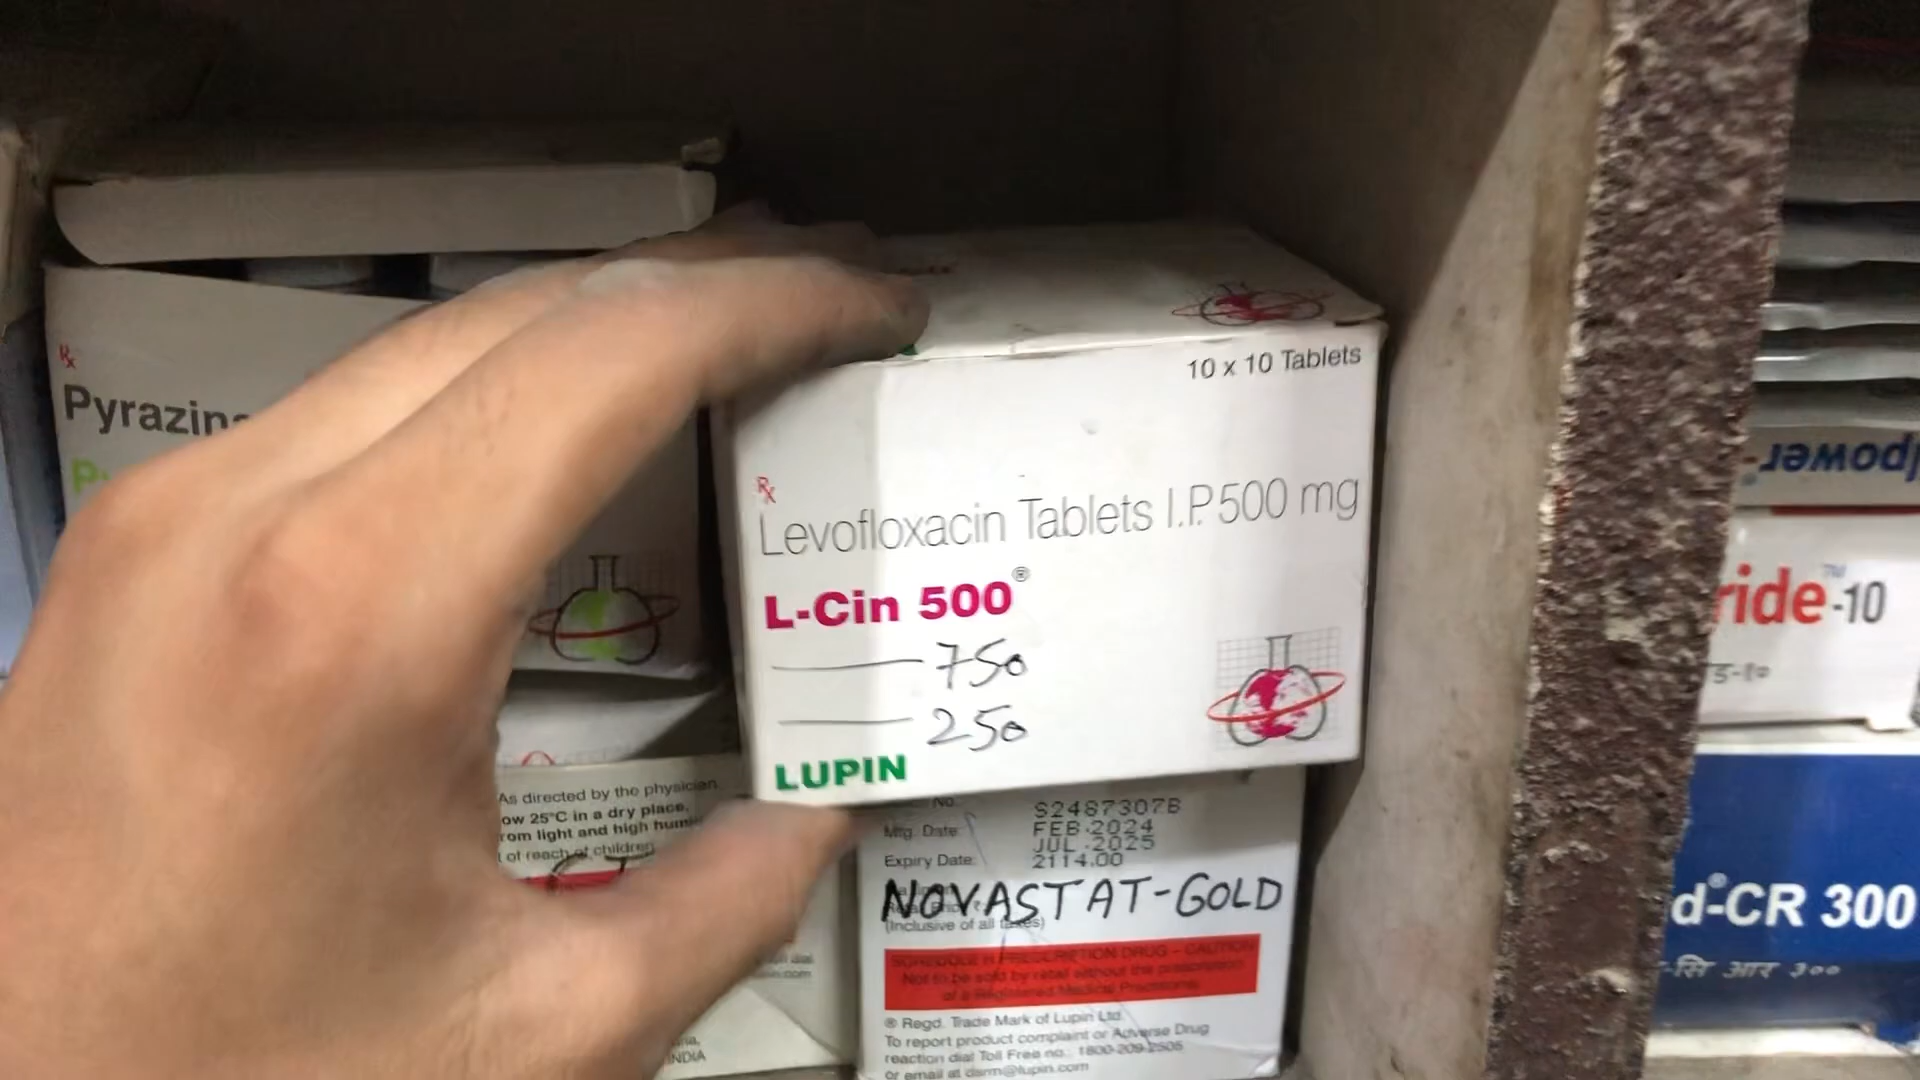 Rx
Pyrazin
10 x 10 Tablets
Rx
Levofloxacin Tablets I.P. 500 mg
L-Cin 500®
750
250
LUPIN
As directed by the physician.
ow 25°C in a dry place,
rom light and high humi
t of reach of children
INDIA
No.
S2487307B
Mfg. Date:
FEB.2024
JUL.2025
Expiry Date:
2114.00
NOVASTAT-GOLD
(Inclusive of all taxes)
SCHEDULE H PRESCRIPTION DRUG - CAUTION
Not to be sold by retail without the prescription
of a Registered Medical Practitioner
® Regd. Trade Mark of Lupin Ltd.
To report product complaint or Adverse Drug
reaction dial Toll Free no.: 1800-209-2505
or email at dsrm@lupin.com
power
ride™-10
d®-CR 300
-सि आर ३००